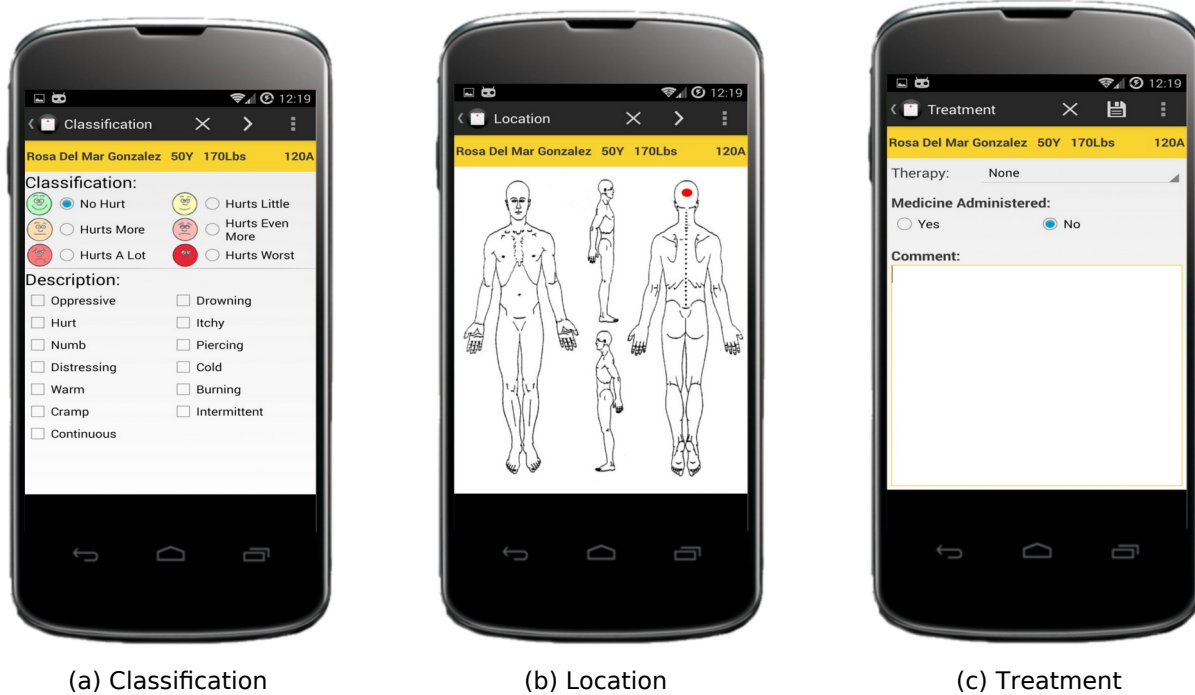 12:19
Classification
Rosa Del Mar Gonzalez 50Y 170Lbs 120A
Classification:
No Hurt Hurts Little
Hurts More Hurts Even
More
Hurts A Lot Hurts Worst
Description:
Oppressive Drowning
Hurt Itchy
Numb Piercing
Distressing Cold
Warm Burning
Cramp Intermittent
Continuous
(a) Classification
12:19
Location
Rosa Del Mar Gonzalez 50Y 170Lbs 120A
(b) Location
12:19
Treatment
Rosa Del Mar Gonzalez 50Y 170Lbs 120A
Therapy: None
Medicine Administered:
Yes No
Comment:
(c) Treatment